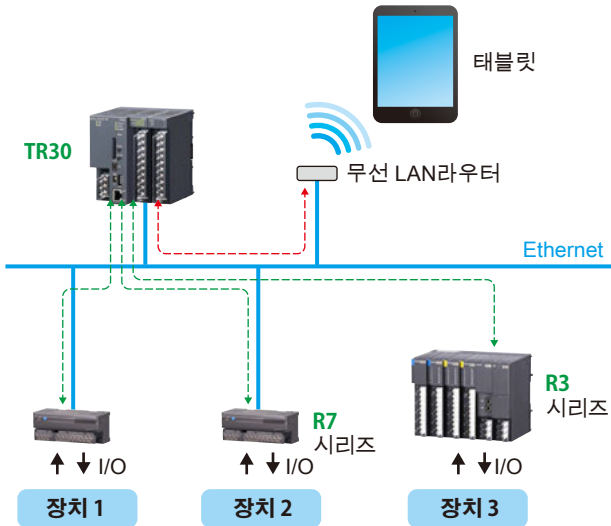 태블릿
TR30
무선 LAN라우터
Ethernet
R3
시리즈
R7
시리즈
I/O
I/O
I/O
장치 1
장치 2
장치 3